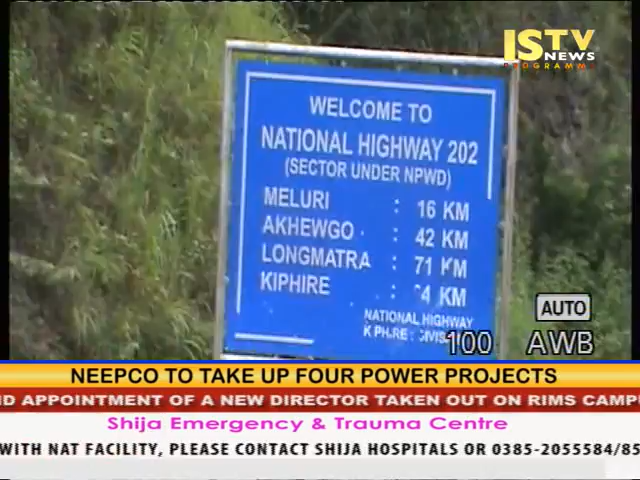 ISTV
NEWS
PROGRAMM
WELCOME TO
NATIONAL HIGHWAY 202
(SECTOR UNDER NPWD)
MELURI : 16 KM
AKHEWGO : 42 KM
LONGMATRA : 71 KM
KIPHIRE : 4 KM
NATIONAL HIGHWAY
AUTO
100 AWB
NEEPCO TO TAKE UP FOUR POWER PROJECTS
ND APPOINTMENT OF A NEW DIRECTOR TAKEN OUT ON RIMS CAMPU
Shija Emergency & Trauma Centre
WITH NAT FACILITY, PLEASE CONTACT SHIJA HOSPITALS OR 0385-2055584/85